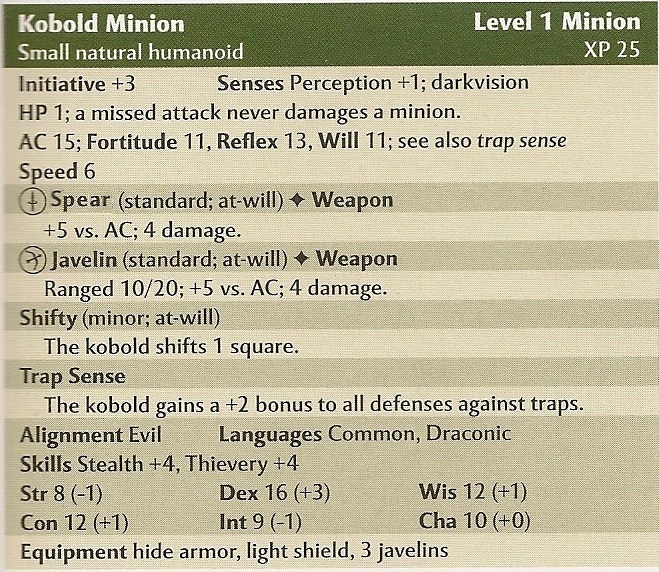 Kobold Minion Level 1 Minion
Small natural humanoid XP 25
Initiative +3 Senses Perception +1; darkvision
HP 1; a missed attack never damages a minion.
AC 15; Fortitude 11, Reflex 13, Will 11; see also trap sense
Speed 6
Spear (standard; at-will) ✦ Weapon
+5 vs. AC; 4 damage.
Javelin (standard; at-will) ✦ Weapon
Ranged 10/20; +5 vs. AC; 4 damage.
Shifty (minor; at-will)
The kobold shifts 1 square.
Trap Sense
The kobold gains a +2 bonus to all defenses against traps.
Alignment Evil Languages Common, Draconic
Skills Stealth +4, Thievery +4
Str 8 (-1) Dex 16 (+3) Wis 12 (+1)
Con 12 (+1) Int 9 (-1) Cha 10 (+0)
Equipment hide armor, light shield, 3 javelins